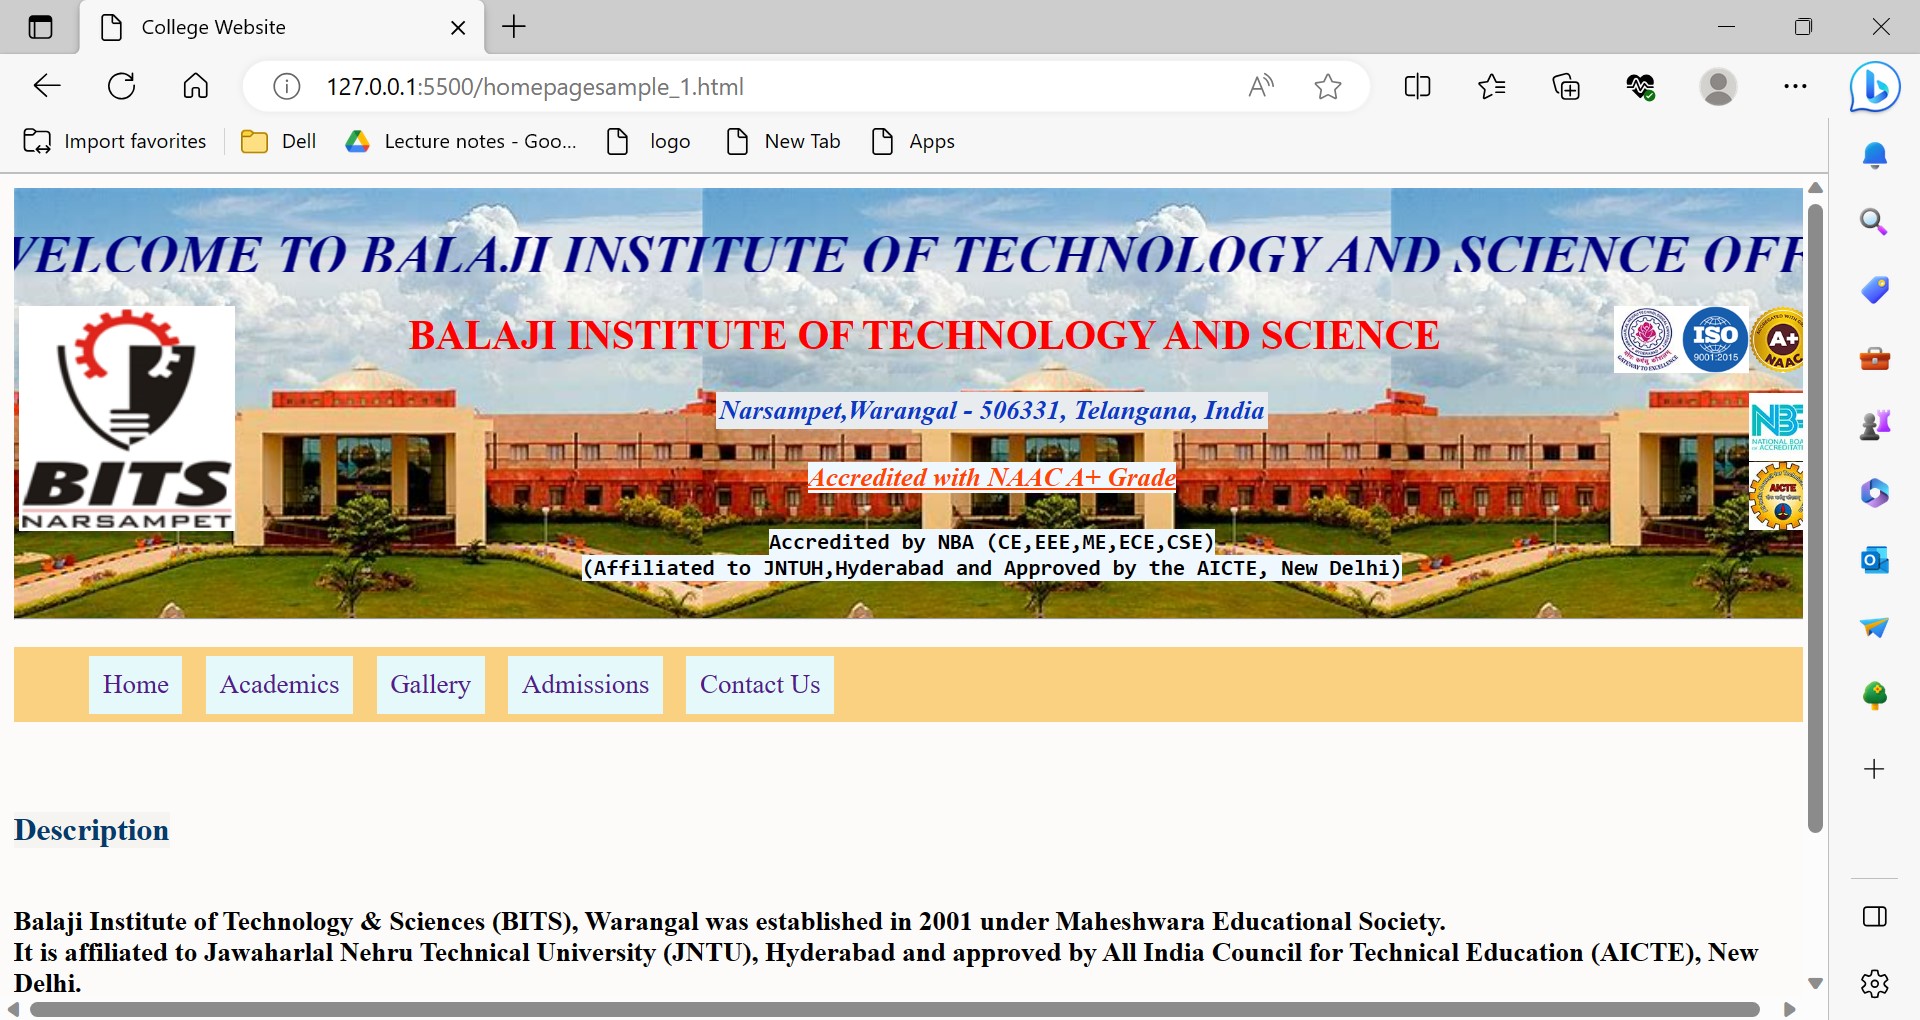 College Website
127.0.0.1:5500/homepagesample_1.html
Import favorites
Dell
Lecture notes - Goo...
logo
New Tab
Apps
WELCOME TO BALAJI INSTITUTE OF TECHNOLOGY AND SCIENCE OFF
BALAJI INSTITUTE OF TECHNOLOGY AND SCIENCE
ISO
9001:2015
A+
NAAC
BITS
NARSAMPET
Narsampet,Warangal - 506331, Telangana, India
Accredited with NAAC A+ Grade
NATIONAL BOA
AICTE
Accredited by NBA (CE,EEE,ME,ECE,CSE)
(Affiliated to JNTUH,Hyderabad and Approved by the AICTE, New Delhi)
Home
Academics
Gallery
Admissions
Contact Us
Description
Balaji Institute of Technology & Sciences (BITS), Warangal was established in 2001 under Maheshwara Educational Society.
It is affiliated to Jawaharlal Nehru Technical University (JNTU), Hyderabad and approved by All India Council for Technical Education (AICTE), New
Delhi.